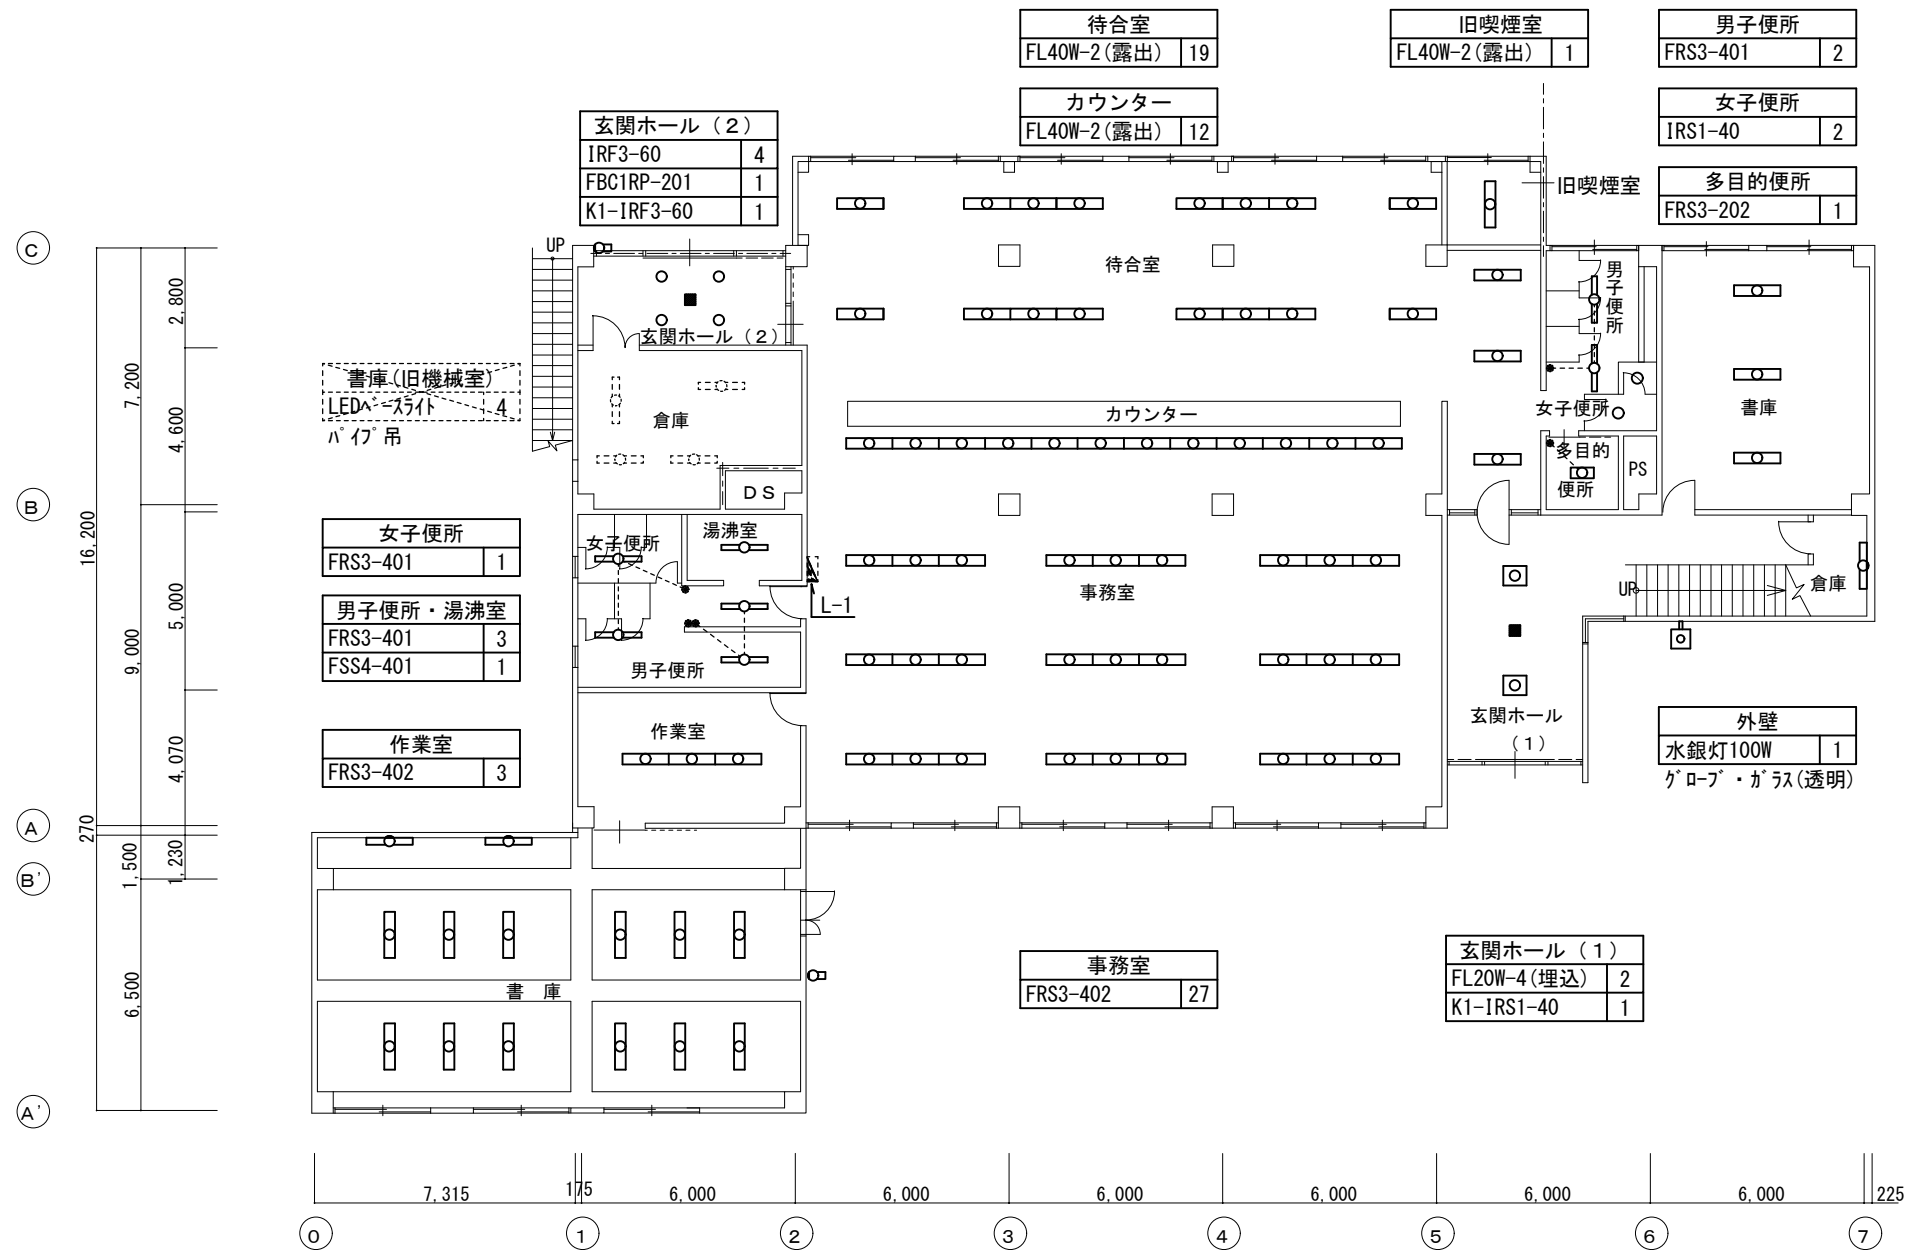 待合室
FL40W-2(露出) 19
旧喫煙室
FL40W-2(露出) 1
男子便所
FRS3-401 2
カウンター
FL40W-2(露出) 12
女子便所
IRS1-40 2
多目的便所
FRS3-202 1
玄関ホール（２）
IRF3-60 4
FBC1RP-201 1
K1-IRF3-60 1
旧喫煙室
UP
待合室
男子便所
玄関ホール（２）
書庫(旧機械室)
LEDﾍﾞｰｽﾗｲﾄ 4
ﾊﾟｲﾌﾟ吊
倉庫
カウンター
女子便所
書庫
多目的
便所
PS
ＤＳ
湯沸室
女子便所
女子便所
FRS3-401 1
男子便所・湯沸室
FRS3-401 3
FSS4-401 1
L-1
事務室
UP
倉庫
男子便所
作業室
作業室
FRS3-402 3
玄関ホール
（１）
外壁
水銀灯100W 1
ｸﾞﾛｰﾌﾞ・ｶﾞﾗｽ(透明)
書　庫
事務室
FRS3-402 27
玄関ホール（１）
FL20W-4(埋込) 2
K1-IRS1-40 1
C
B
A
B'
A'
2,800
7,200
4,600
16,200
5,000
9,000
4,070
270
1,500
1,230
6,500
7,315
175
6,000
6,000
6,000
6,000
6,000
6,000
225
0
1
2
3
4
5
6
7